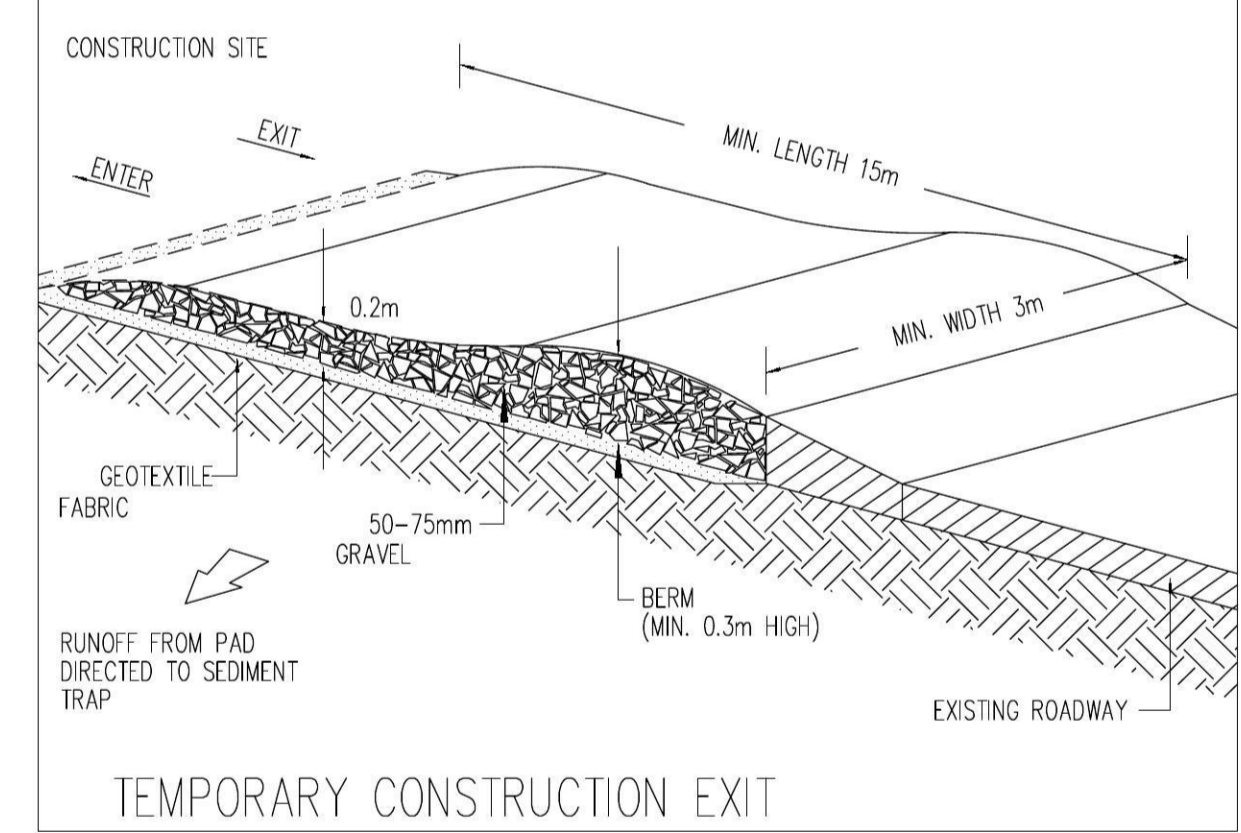 CONSTRUCTION SITE
EXIT
ENTER
MIN. LENGTH 15m
MIN. WIDTH 3m
0.2m
GEOTEXTILE
FABRIC
50-75mm
GRAVEL
BERM
(MIN. 0.3m HIGH)
RUNOFF FROM PAD
DIRECTED TO SEDIMENT
TRAP
EXISTING ROADWAY
TEMPORARY CONSTRUCTION EXIT